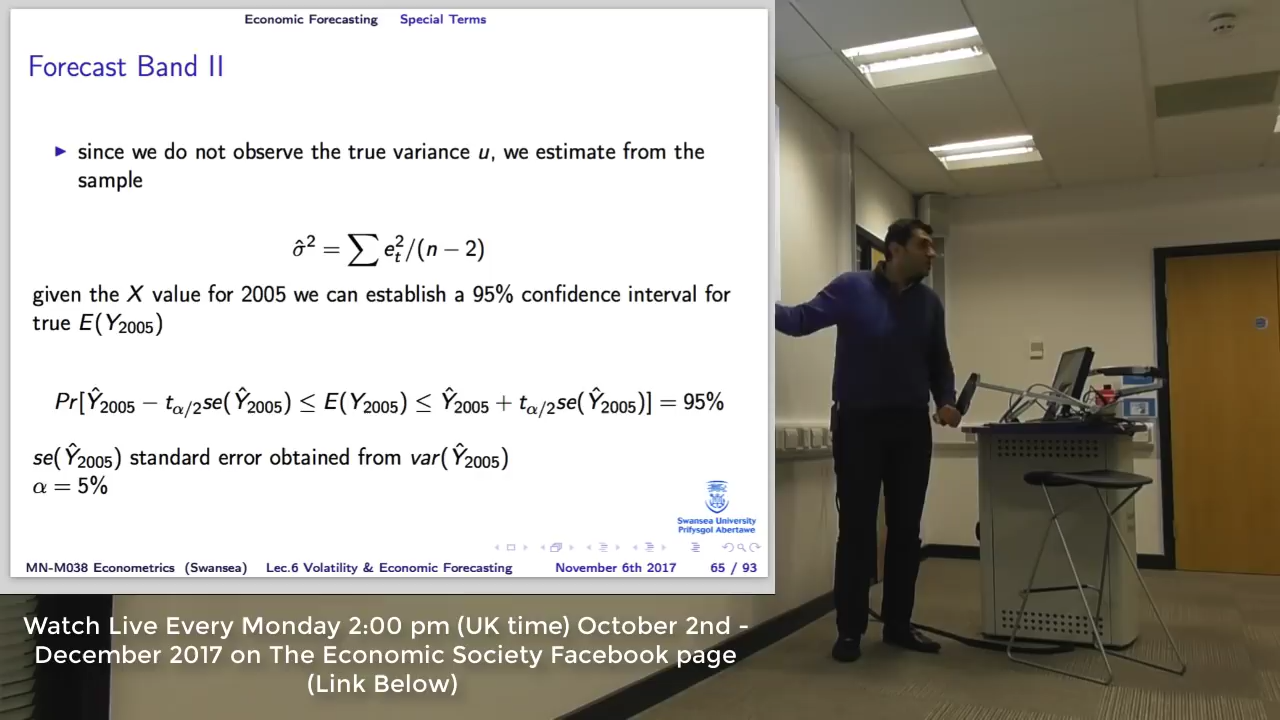 Economic Forecasting Special Terms
Forecast Band II
▶ since we do not observe the true variance u, we estimate from the
sample
σ̂² = ∑ e²ₜ/(n − 2)
given the X value for 2005 we can establish a 95% confidence interval for
true E(Y₂₀₀₅)
Pr[Ŷ₂₀₀₅ − t_{α/2}se(Ŷ₂₀₀₅) ≤ E(Y₂₀₀₅) ≤ Ŷ₂₀₀₅ + t_{α/2}se(Ŷ₂₀₀₅)] = 95%
se(Ŷ₂₀₀₅) standard error obtained from var(Ŷ₂₀₀₅)
α = 5%
Swansea University
Prifysgol Abertawe
MN-M038 Econometrics (Swansea) Lec.6 Volatility & Economic Forecasting November 6th 2017 65 / 93
Watch Live Every Monday 2:00 pm (UK time) October 2nd -
December 2017 on The Economic Society Facebook page
(Link Below)